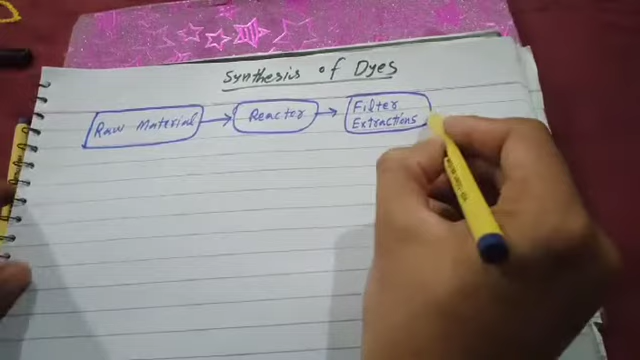 Synthesis of Dyes
Raw Material
Reactor
Filter
Extractions